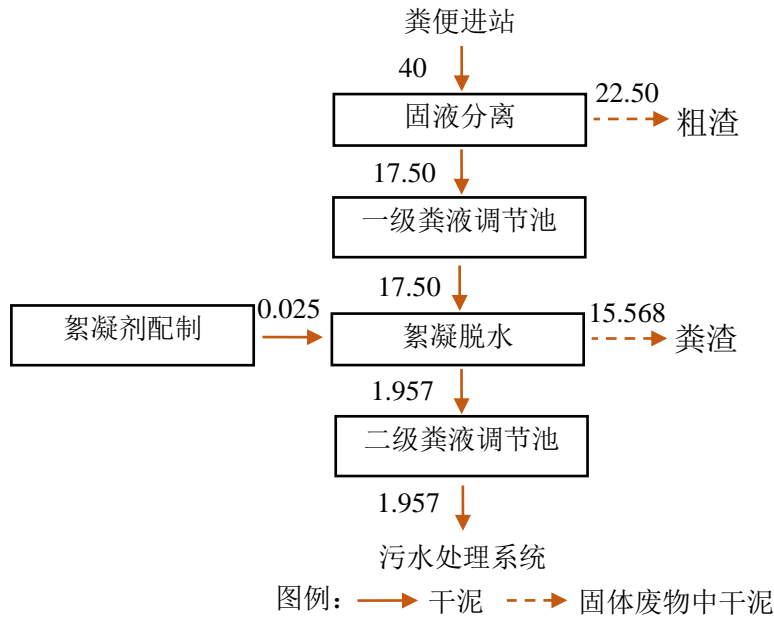 粪便进站
40
22.50
固液分离
粗渣
17.50
一级粪液调节池
17.50
0.025
15.568
絮凝剂配制
絮凝脱水
粪渣
1.957
二级粪液调节池
1.957
污水处理系统
图例： 干泥 固体废物中干泥